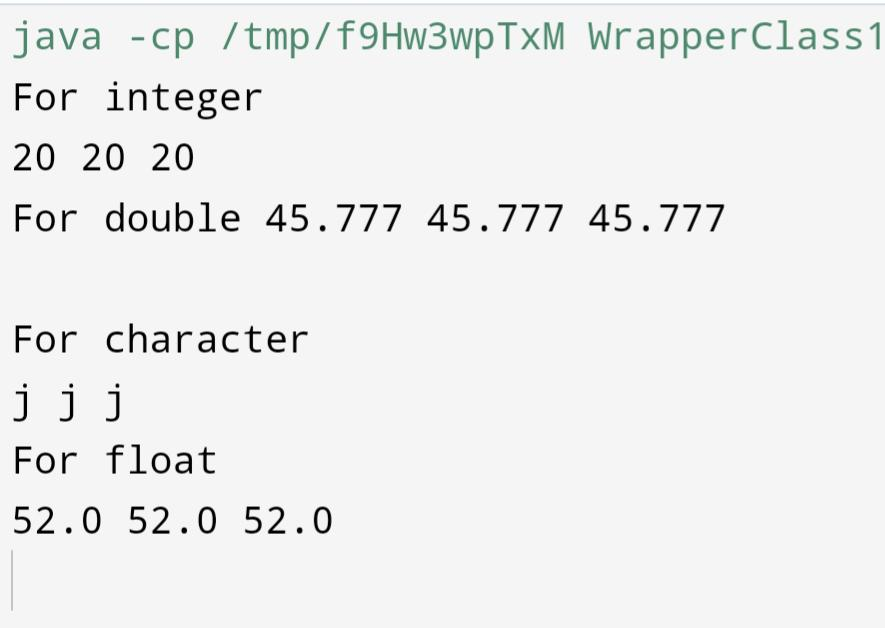 java -cp /tmp/f9Hw3wpTxM WrapperClass1
For integer
20 20 20
For double 45.777 45.777 45.777
For character
j j j
For float
52.0 52.0 52.0